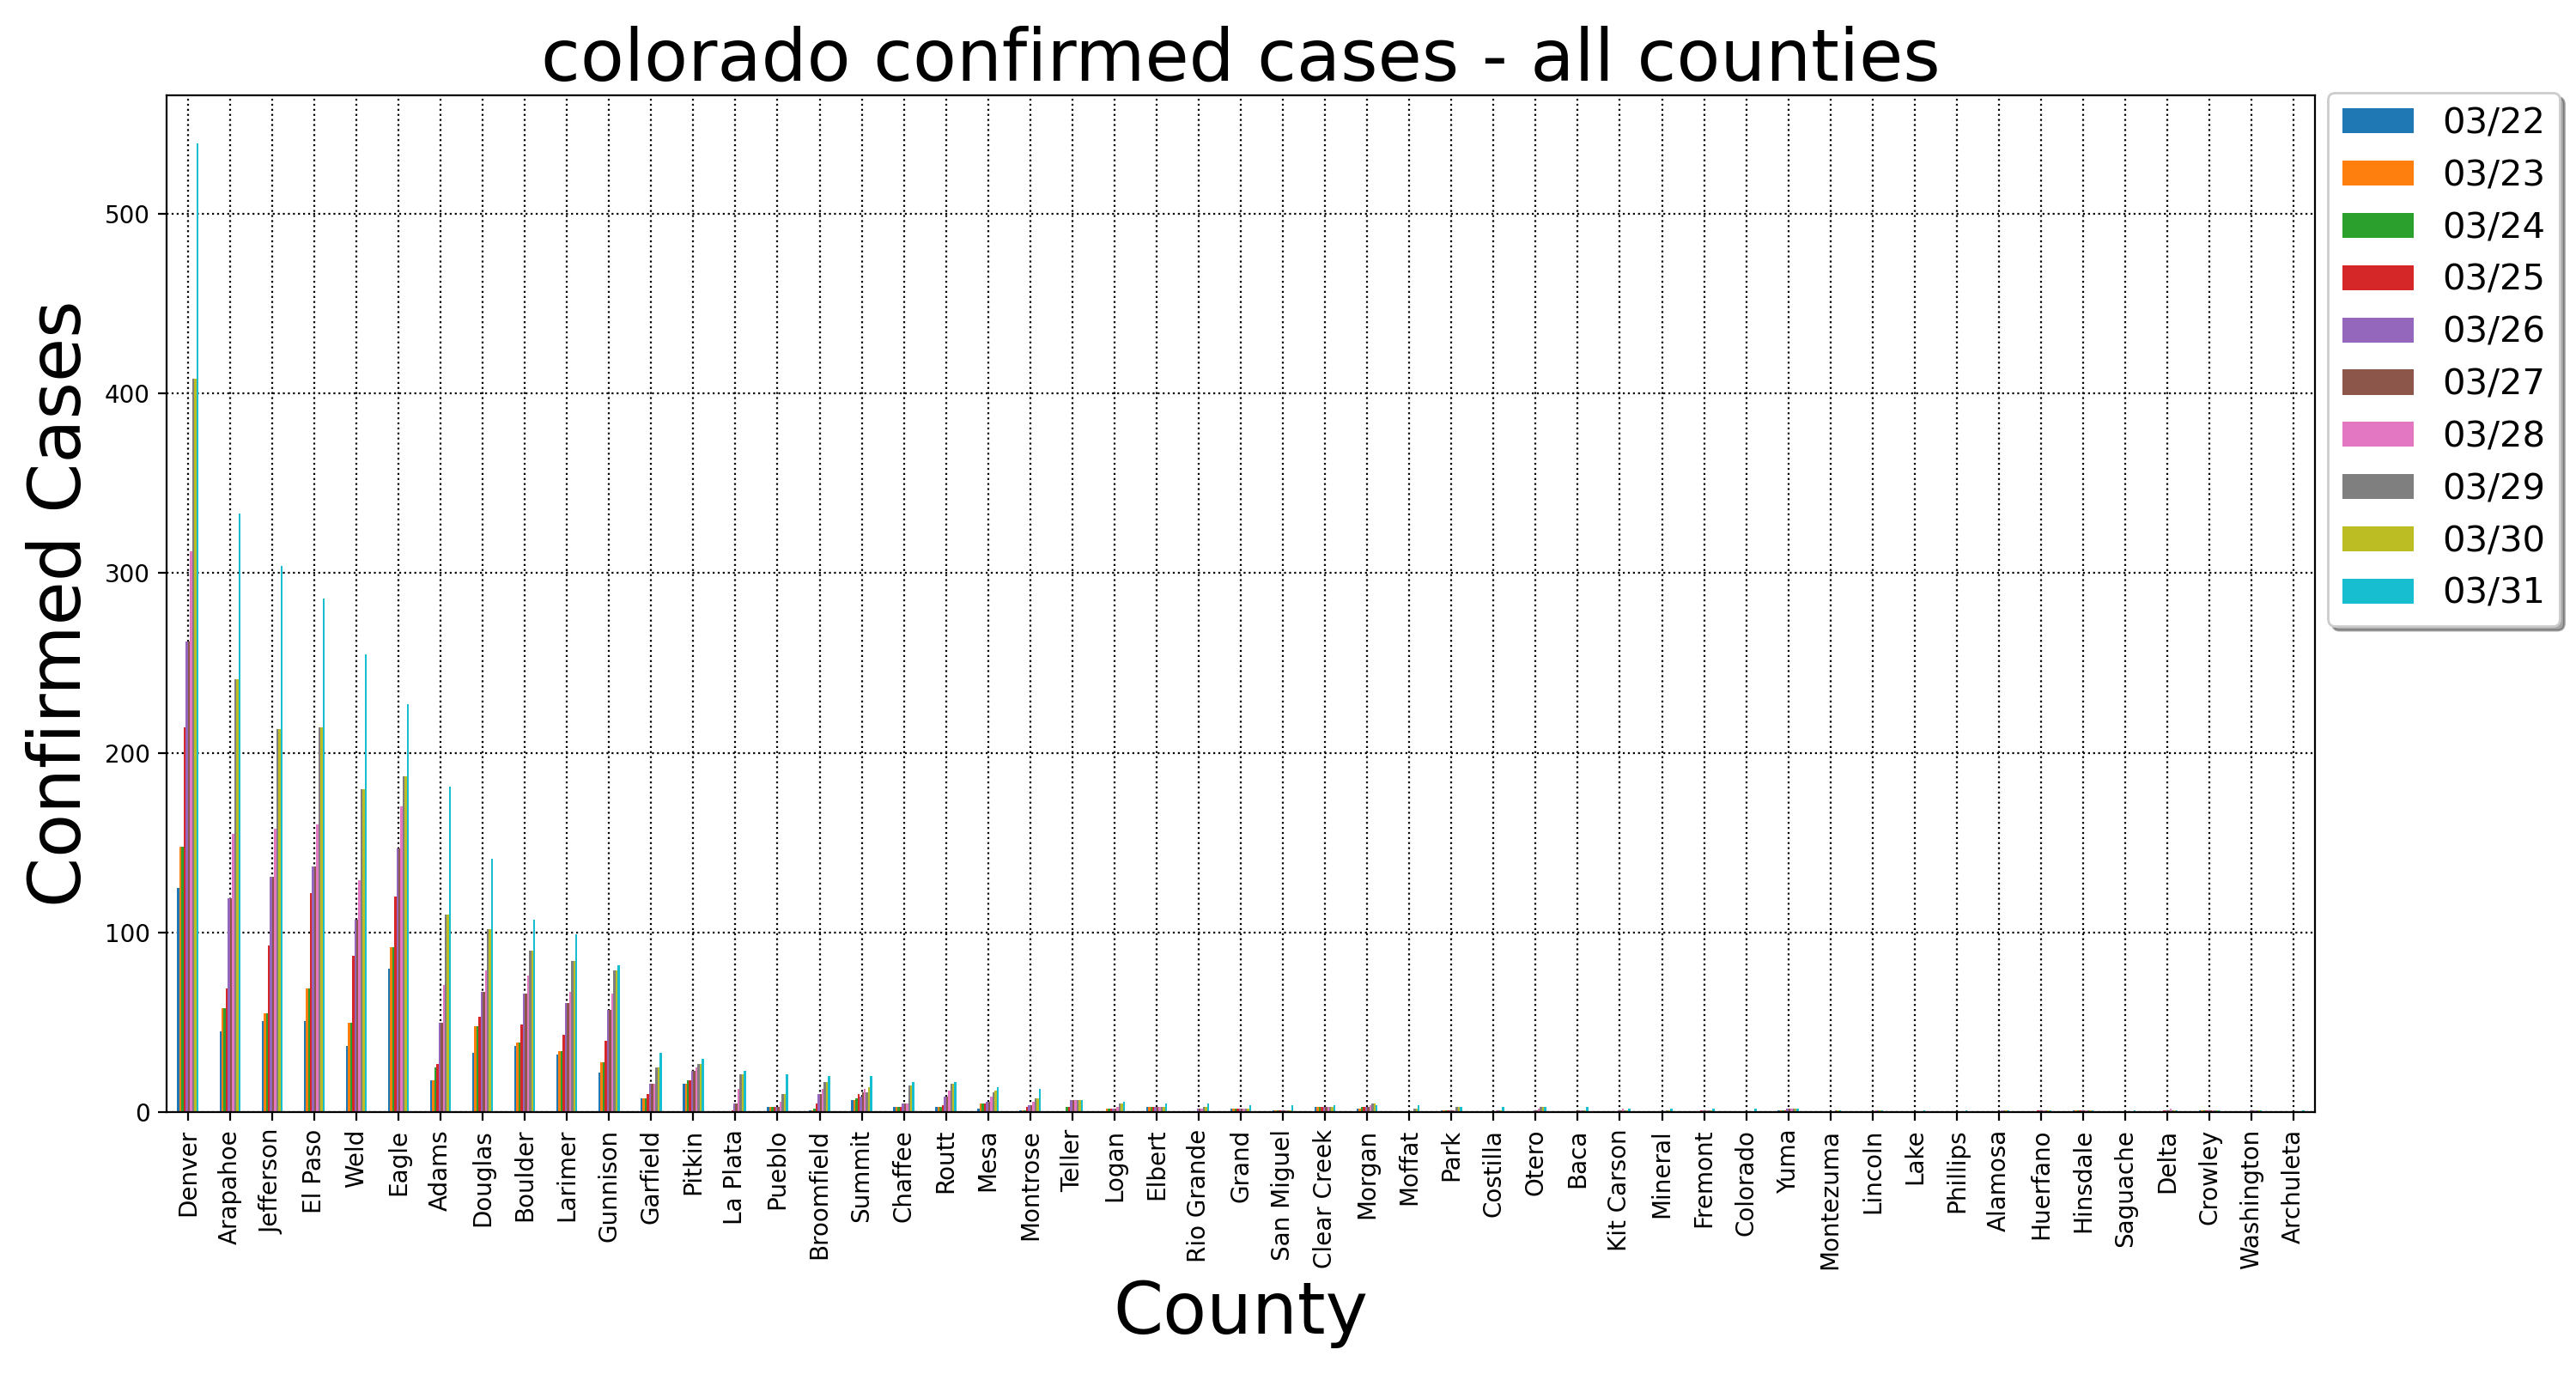 colorado confirmed cases - all counties
Confirmed Cases
500
400
300
200
100
0
03/22
03/23
03/24
03/25
03/26
03/27
03/28
03/29
03/30
03/31
Denver
Arapahoe
Jefferson
El Paso
Weld
Eagle
Adams
Douglas
Boulder
Larimer
Gunnison
Garfield
Pitkin
La Plata
Pueblo
Broomfield
Summit
Chaffee
Routt
Mesa
Montrose
Teller
Logan
Elbert
Rio Grande
Grand
San Miguel
Clear Creek
Morgan
Moffat
Park
Costilla
Otero
Baca
Kit Carson
Mineral
Fremont
Colorado
Yuma
Montezuma
Lincoln
Lake
Phillips
Alamosa
Huerfano
Hinsdale
Saguache
Delta
Crowley
Washington
Archuleta
County